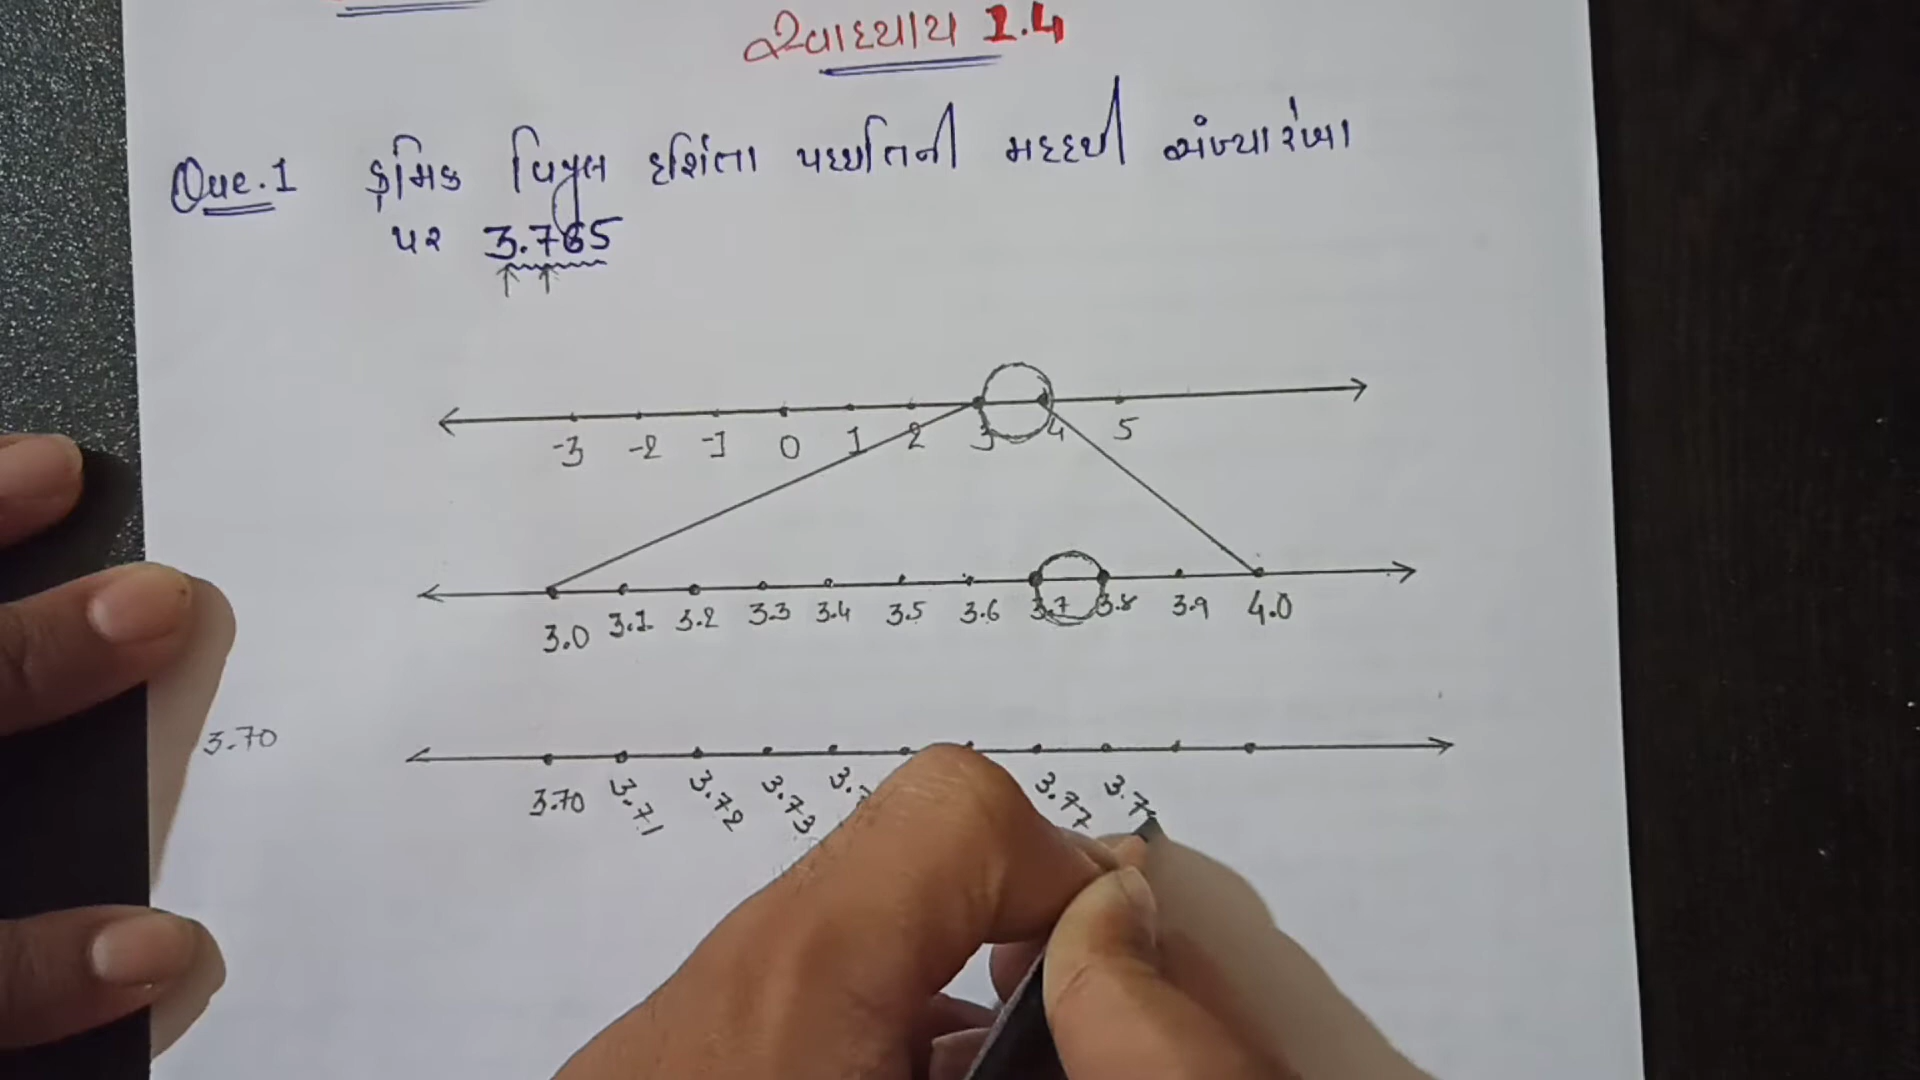 સ્વાધ્યાય 1.4
Que.1 ક્રમિક વિપુલ દર્શિતા પદ્ધતિની મદદથી સંખ્યારેખા
પર 3.765
-3 -2 -1 0 1 2 3 4 5
3.0 3.1 3.2 3.3 3.4 3.5 3.6 3.7 3.8 3.9 4.0
3.70
3.70 3.71 3.72 3.73 3.77